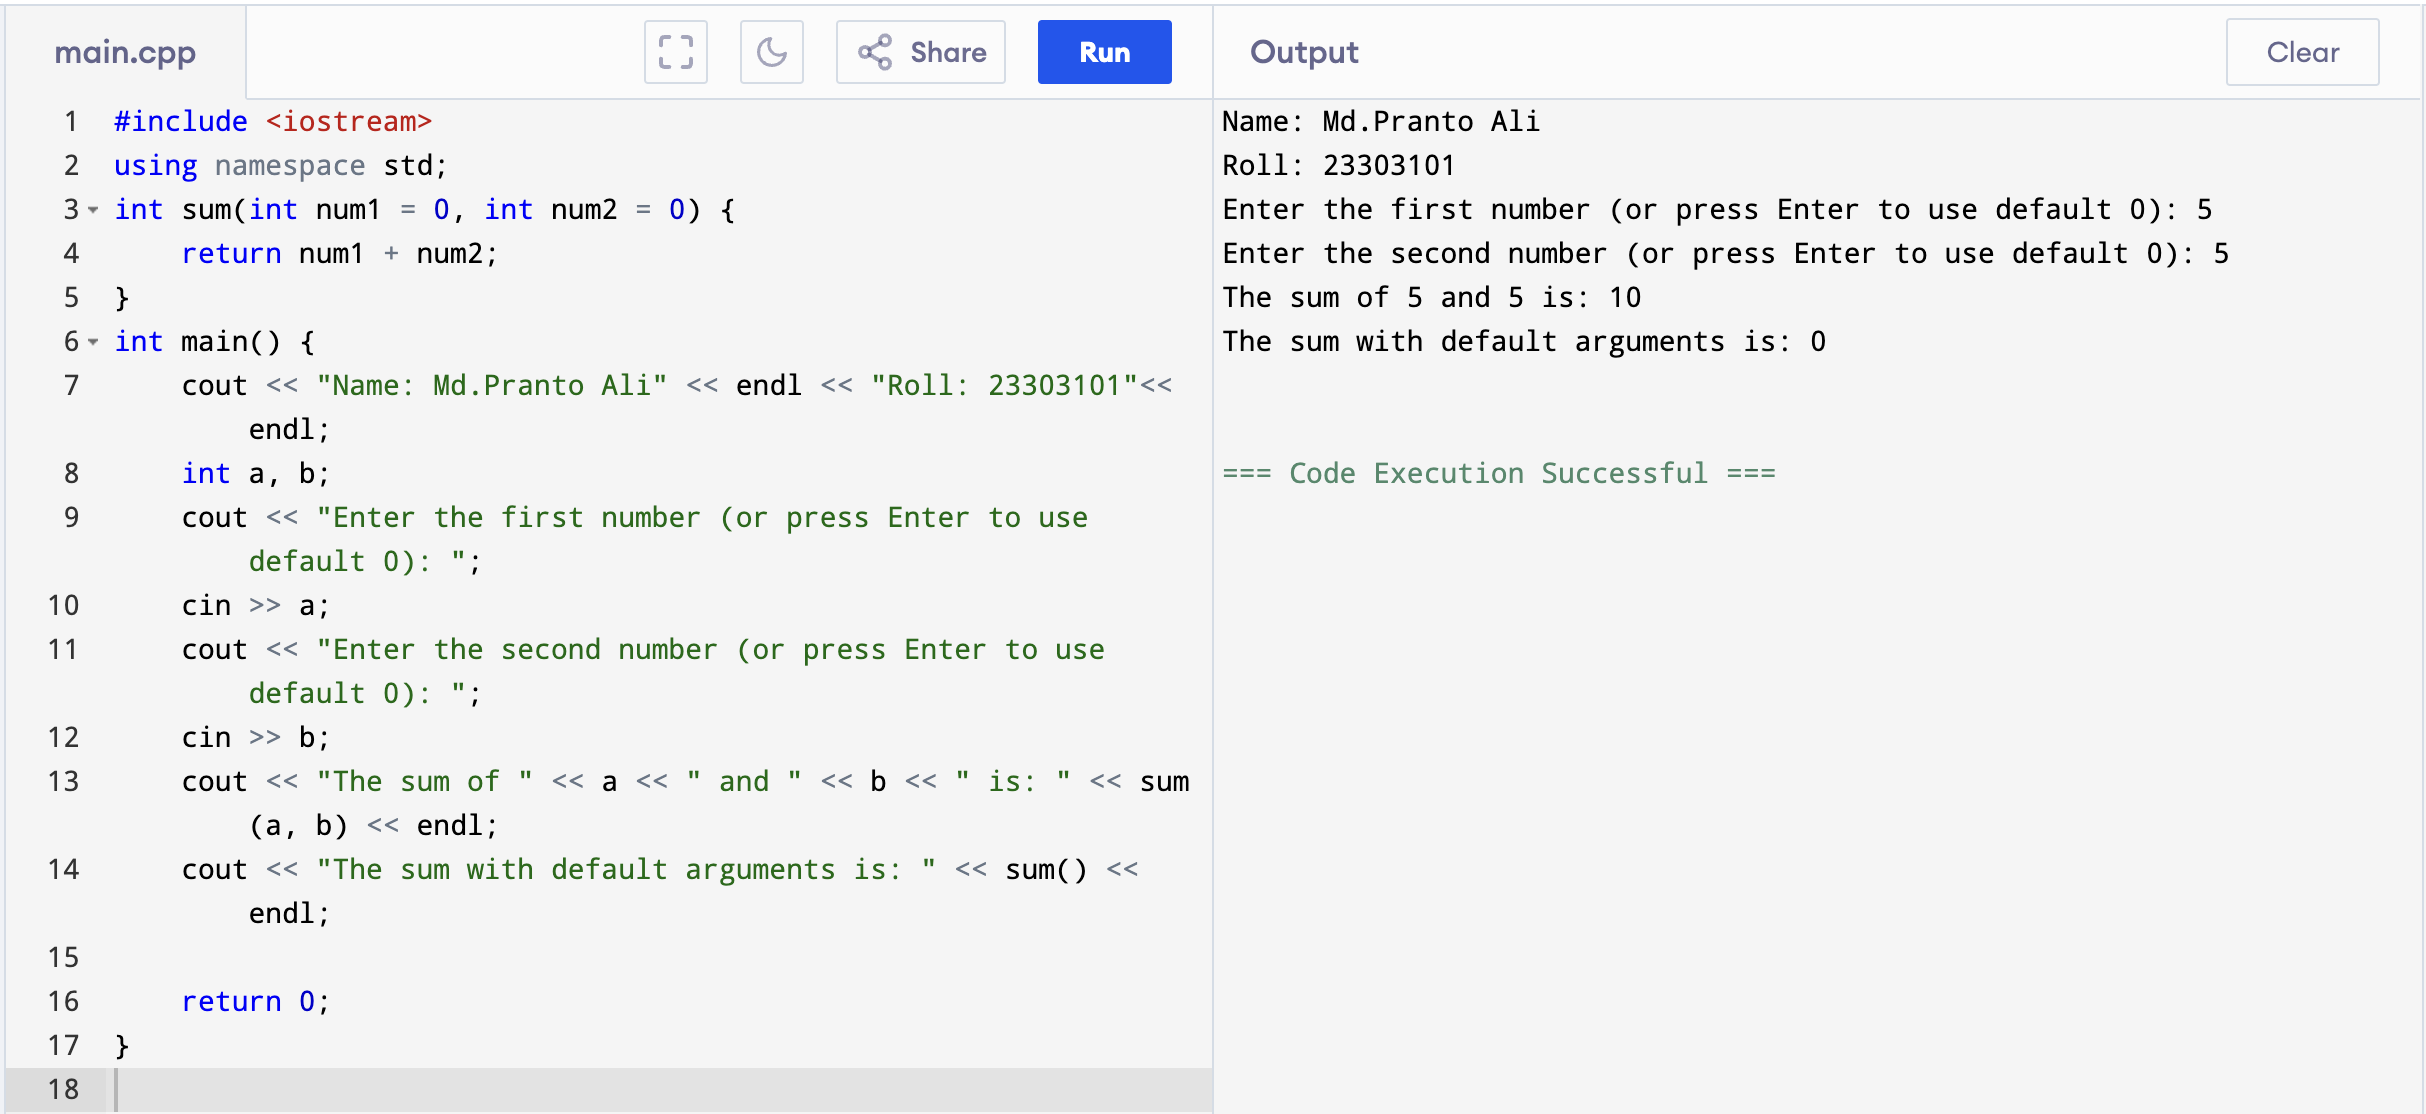 main.cpp
Share
Run
Output
Clear
1 #include <iostream>
2 using namespace std;
3 int sum(int num1 = 0, int num2 = 0) {
4     return num1 + num2;
5 }
6 int main() {
7     cout << "Name: Md.Pranto Ali" << endl << "Roll: 23303101"<<
        endl;
8     int a, b;
9     cout << "Enter the first number (or press Enter to use
        default 0): ";
10     cin >> a;
11     cout << "Enter the second number (or press Enter to use
        default 0): ";
12     cin >> b;
13     cout << "The sum of " << a << " and " << b << " is: " << sum
        (a, b) << endl;
14     cout << "The sum with default arguments is: " << sum() <<
        endl;
15
16     return 0;
17 }
18
Name: Md.Pranto Ali
Roll: 23303101
Enter the first number (or press Enter to use default 0): 5
Enter the second number (or press Enter to use default 0): 5
The sum of 5 and 5 is: 10
The sum with default arguments is: 0
=== Code Execution Successful ===